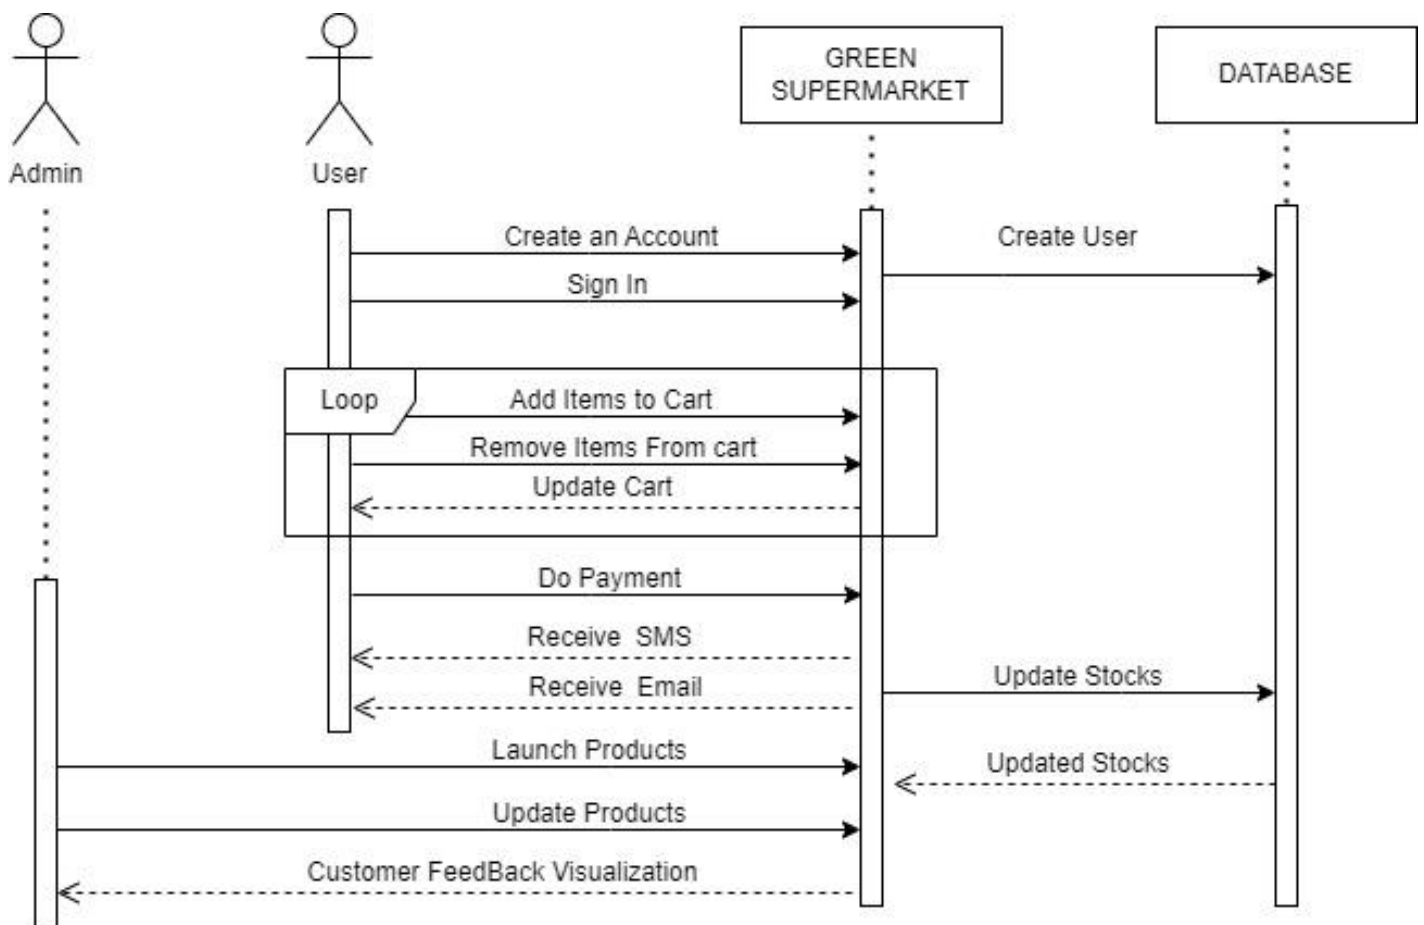 GREEN
SUPERMARKET
DATABASE
Admin
User
Create an Account
Create User
Sign In
Loop
Add Items to Cart
Remove Items From cart
Update Cart
Do Payment
Receive  SMS
Update Stocks
Receive  Email
Launch Products
Updated Stocks
Update Products
Customer FeedBack Visualization